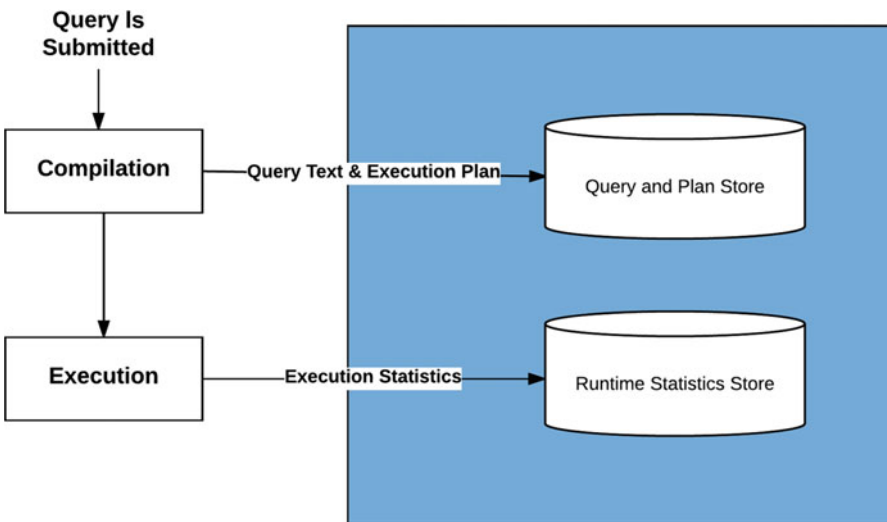 Query Is
Submitted
Compilation
Query Text & Execution Plan
Query and Plan Store
Execution
Execution Statistics
Runtime Statistics Store